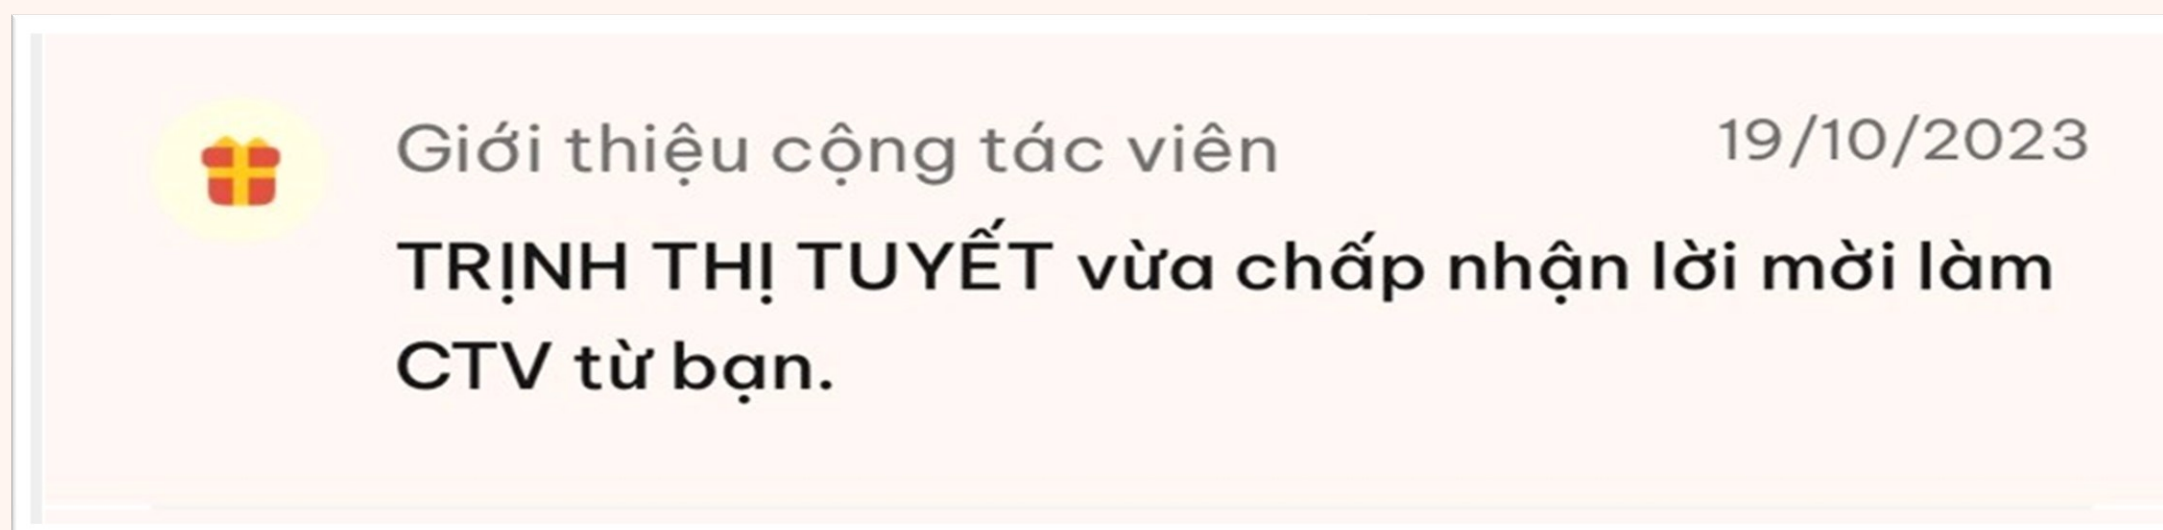 Giới thiệu cộng tác viên 19/10/2023
TRỊNH THỊ TUYẾT vừa chấp nhận lời mời làm
CTV từ bạn.